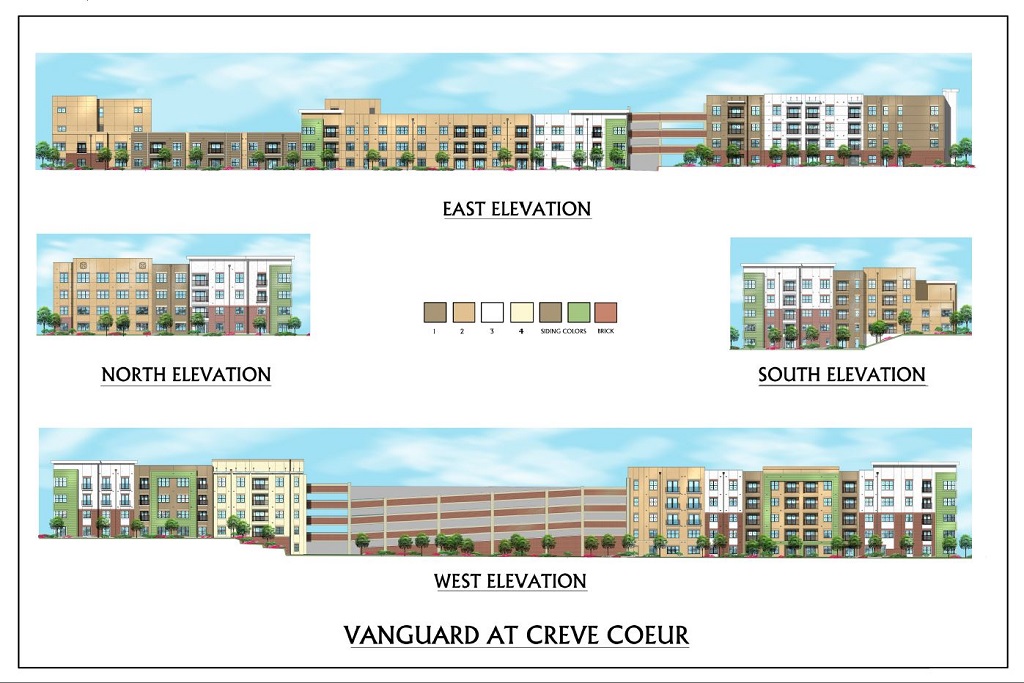 EAST ELEVATION
1 2 3 4 SIDING COLORS BRICK
NORTH ELEVATION
SOUTH ELEVATION
WEST ELEVATION
VANGUARD AT CREVE COEUR